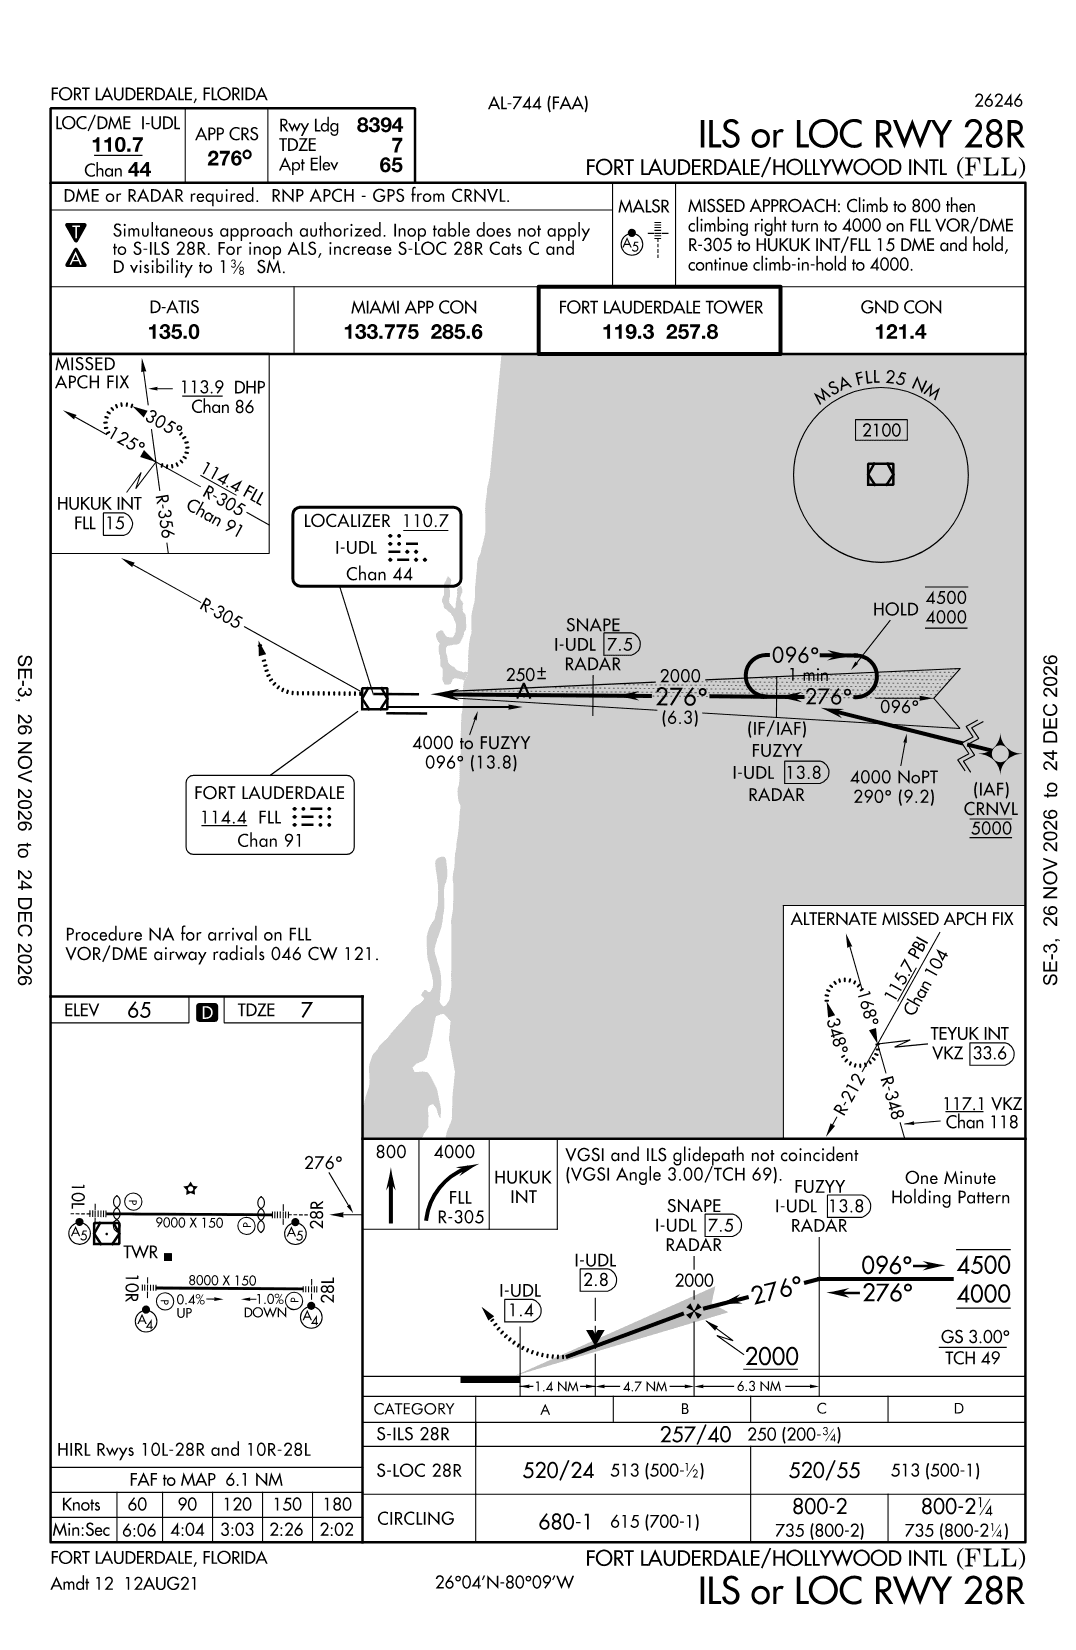 FORT LAUDERDALE, FLORIDA
AL-744 (FAA)
26246
ILS or LOC RWY 28R
FORT LAUDERDALE/HOLLYWOOD INTL (FLL)
LOC/DME I-UDL
110.7
Chan 44
APP CRS
276°
Rwy Ldg 8394
TDZE 7
Apt Elev 65
DME or RADAR required. RNP APCH - GPS from CRNVL.
T
A
Simultaneous approach authorized. Inop table does not apply
to S-ILS 28R. For inop ALS, increase S-LOC 28R Cats C and
D visibility to 1⅜ SM.
MALSR
A5
MISSED APPROACH: Climb to 800 then
climbing right turn to 4000 on FLL VOR/DME
R-305 to HUKUK INT/FLL 15 DME and hold,
continue climb-in-hold to 4000.
D-ATIS
135.0
MIAMI APP CON
133.775 285.6
FORT LAUDERDALE TOWER
119.3 257.8
GND CON
121.4
MISSED
APCH FIX
113.9 DHP
Chan 86
305°
125°
114.4 FLL
R-305
Chan 91
HUKUK INT
FLL 15
R-356
MSA FLL 25 NM
2100
LOCALIZER 110.7
I-UDL
Chan 44
R-305
SNAPE
I-UDL 7.5
RADAR
250±
2000
276°
(6.3)
HOLD
4500
4000
096°
1 min
276°
096°
4000 to FUZYY
096° (13.8)
(IF/IAF)
FUZYY
I-UDL 13.8
RADAR
4000 NoPT
290° (9.2)
(IAF)
CRNVL
5000
FORT LAUDERDALE
114.4 FLL
Chan 91
Procedure NA for arrival on FLL
VOR/DME airway radials 046 CW 121.
ALTERNATE MISSED APCH FIX
115.7 PBI
Chan 104
168°
348°
TEYUK INT
VKZ 33.6
R-212
R-348
117.1 VKZ
Chan 118
SE-3, 26 NOV 2026 to 24 DEC 2026
SE-3, 26 NOV 2026 to 24 DEC 2026
ELEV 65
D
TDZE 7
276°
10L
P
9000 X 150
P
28R
A5
A5
TWR
10R
8000 X 150
28L
P
0.4%
UP
1.0%
DOWN
P
A4
A4
HIRL Rwys 10L-28R and 10R-28L
FAF to MAP 6.1 NM
Knots 60 90 120 150 180
Min:Sec 6:06 4:04 3:03 2:26 2:02
800
4000
FLL
R-305
HUKUK
INT
VGSI and ILS glidepath not coincident
(VGSI Angle 3.00/TCH 69).
One Minute
Holding Pattern
FUZYY
I-UDL 13.8
RADAR
SNAPE
I-UDL 7.5
RADAR
I-UDL
2.8
I-UDL
1.4
2000
276°
096°
276°
4500
4000
2000
GS 3.00°
TCH 49
1.4 NM
4.7 NM
6.3 NM
CATEGORY A B C D
S-ILS 28R 257/40 250 (200-¾)
S-LOC 28R 520/24 513 (500-½) 520/55 513 (500-1)
CIRCLING 680-1 615 (700-1)
800-2
735 (800-2)
800-2¼
735 (800-2¼)
FORT LAUDERDALE, FLORIDA
Amdt 12 12AUG21
26°04'N-80°09'W
FORT LAUDERDALE/HOLLYWOOD INTL (FLL)
ILS or LOC RWY 28R